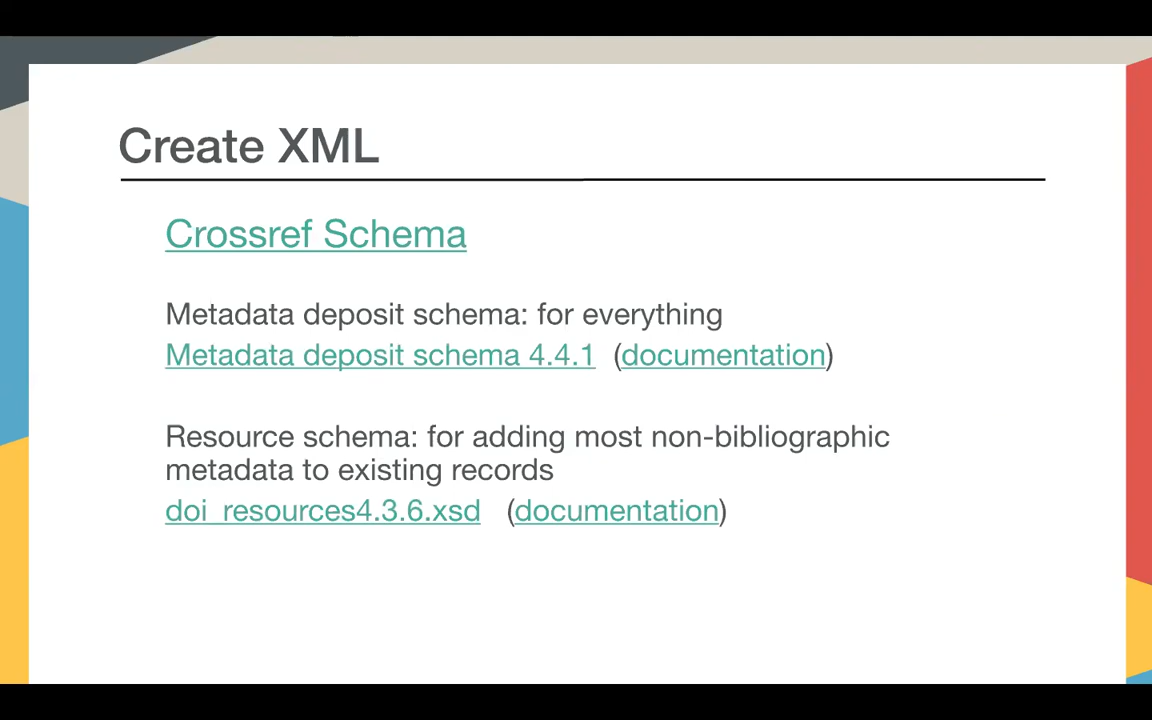 Create XML
Crossref Schema
Metadata deposit schema: for everything
Metadata deposit schema 4.4.1 (documentation)
Resource schema: for adding most non-bibliographic
metadata to existing records
doi_resources4.3.6.xsd (documentation)